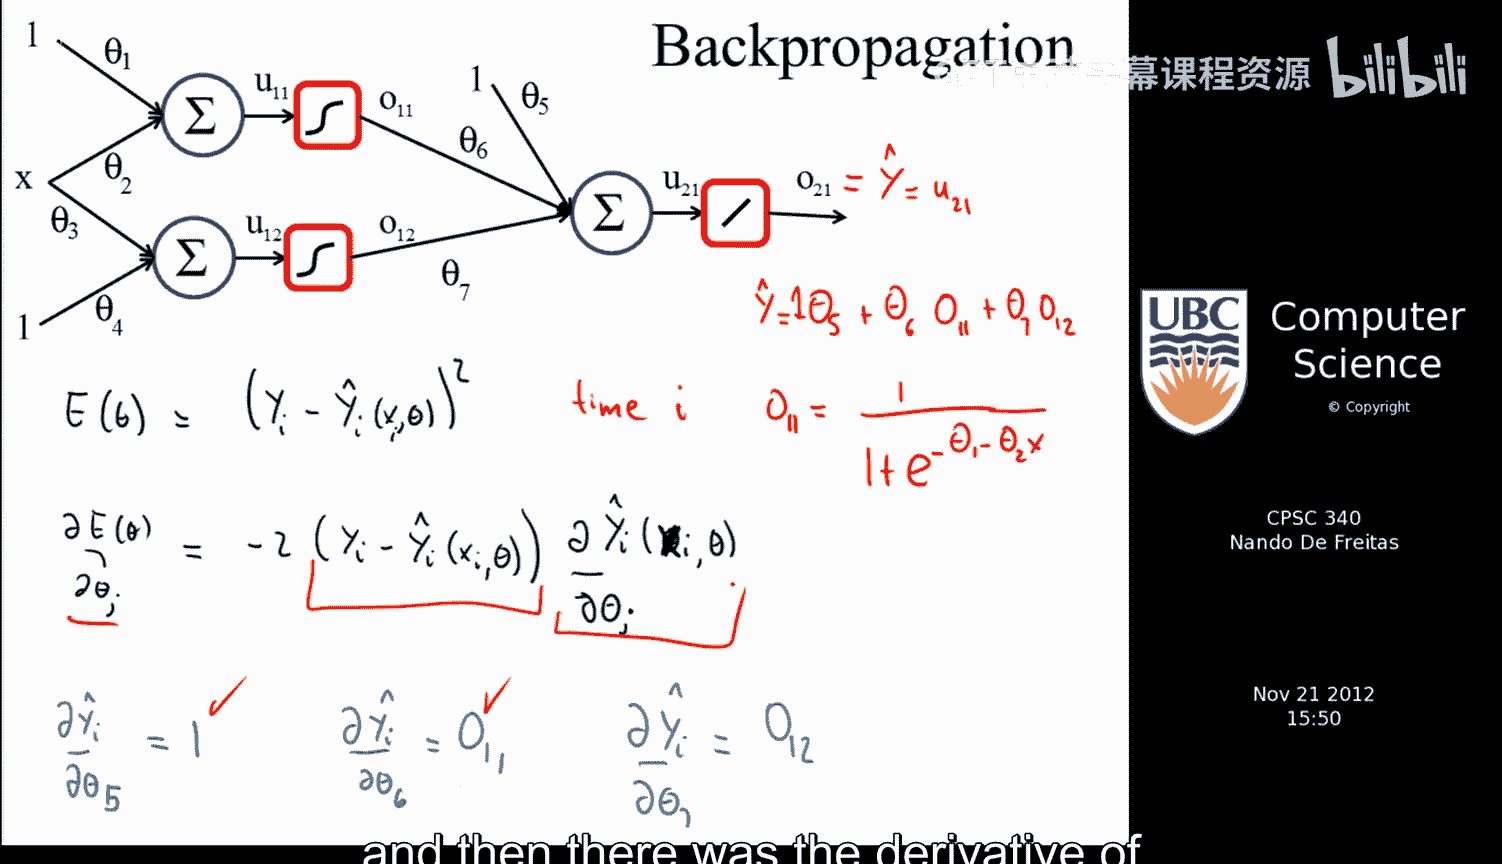 Backpropagation
幕课程资源 bilibili
1 θ1 Σ u11 o11 1 θ5
θ6
x θ2 Σ u21 o21 = Ŷ = u21
θ3 Σ u12 o12
θ7
1 θ4
Ŷ = 1θ5 + θ6 O11 + θ7 O12
E(θ) = (Yi - Ŷi(xi,θ))² time i O11 = 1 / (1+e^(-θ1-θ2x))
∂E(θ)/∂θj = -2 (Yi - Ŷi(xi,θ)) ∂Ŷi(xi,θ)/∂θj
∂Ŷi/∂θ5 = 1 ✓ ∂Ŷi/∂θ6 = O11 ✓ ∂Ŷi/∂θ7 = O12
UBC
Computer
Science
© Copyright
CPSC 340
Nando De Freitas
Nov 21 2012
15:50
and then there was the derivative of